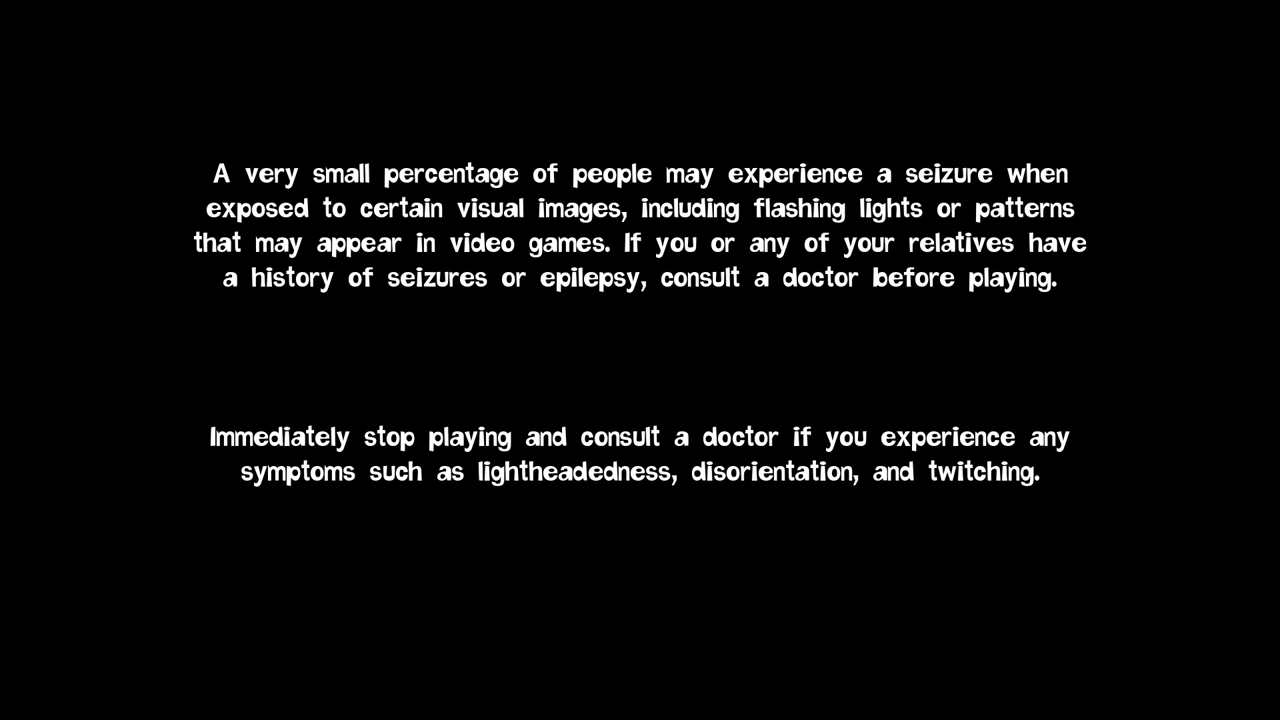 A very small percentage of people may experience a seizure when
exposed to certain visual images, including flashing lights or patterns
that may appear in video games. If you or any of your relatives have
a history of seizures or epilepsy, consult a doctor before playing.
Immediately stop playing and consult a doctor if you experience any
symptoms such as lightheadedness, disorientation, and twitching.